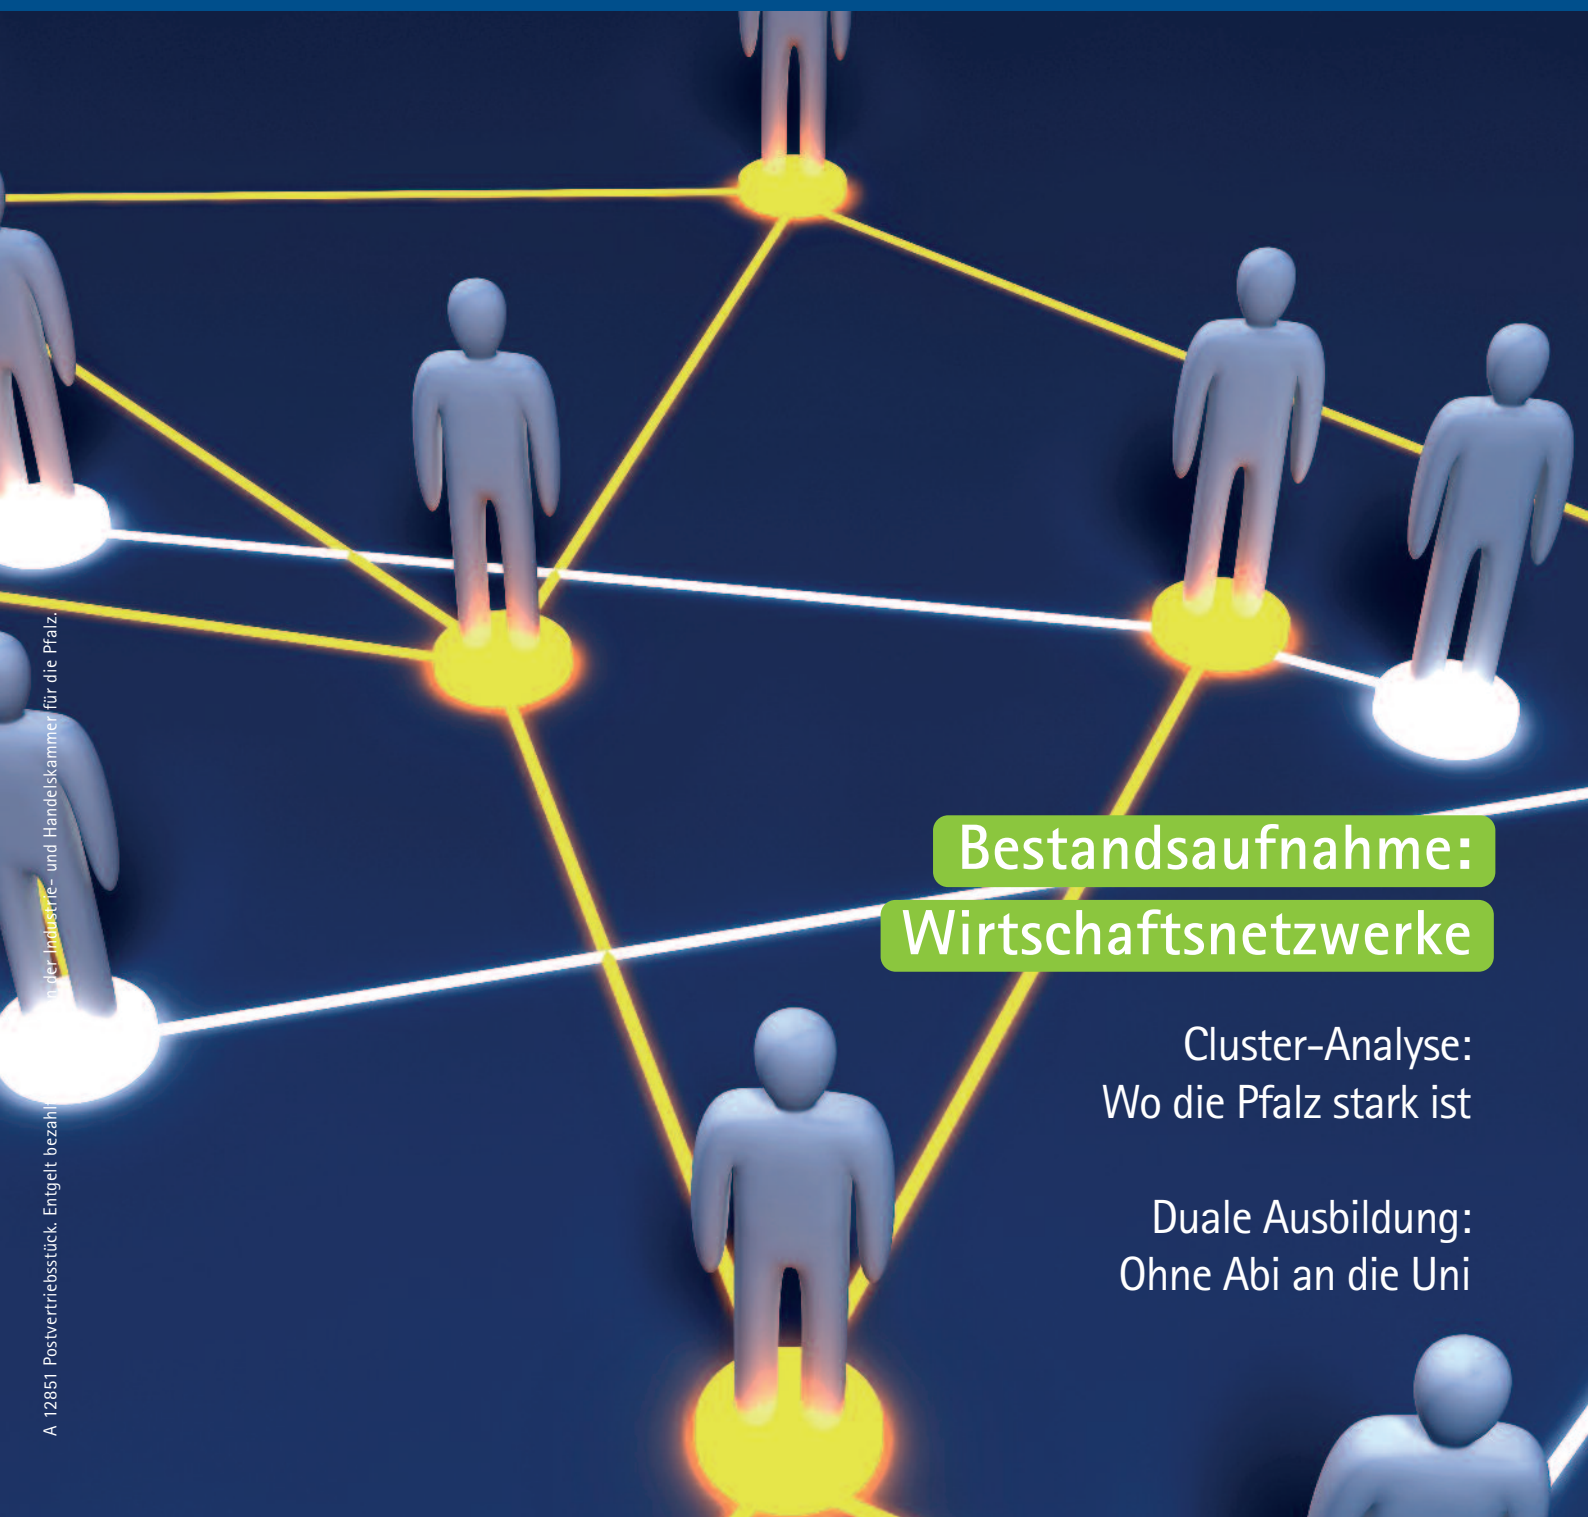 Bestandsaufnahme:
Wirtschaftsnetzwerke
Cluster-Analyse:
Wo die Pfalz stark ist
Duale Ausbildung:
Ohne Abi an die Uni
A 12851 Postvertriebsstück. Entgelt bezahlt der Industrie- und Handelskammer für die Pfalz.